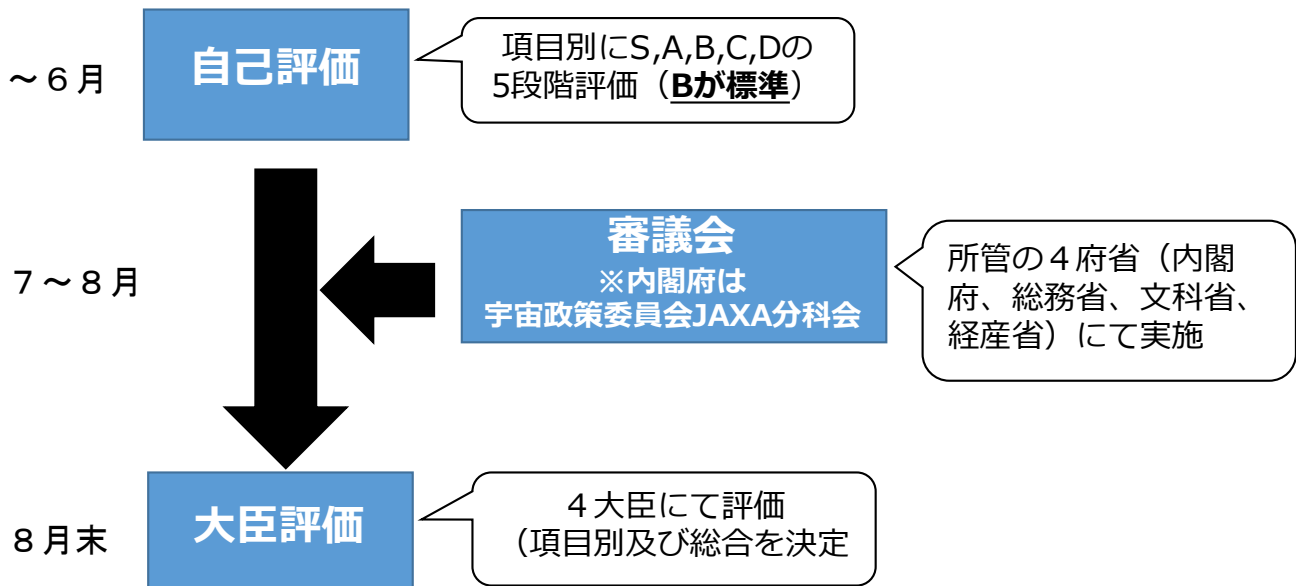 ～６月
自己評価
項目別にS,A,B,C,Dの
5段階評価（Bが標準）
７～８月
審議会
※内閣府は
宇宙政策委員会JAXA分科会
所管の４府省（内閣
府、総務省、文科省、
経産省）にて実施
８月末
大臣評価
４大臣にて評価
（項目別及び総合を決定